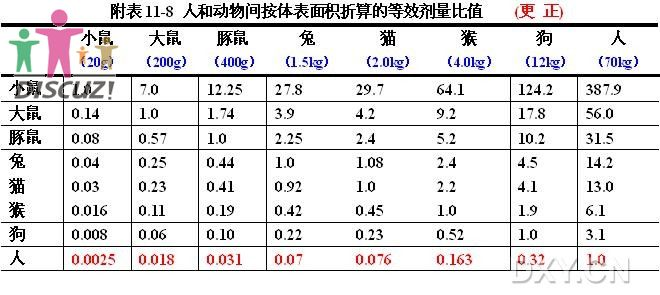 附表11-8 人和动物间按体表面积折算的等效剂量比值 (更 正)
小鼠 大鼠 豚鼠 兔 猫 猴 狗 人
(20g) (200g) (400g) (1.5kg) (2.0kg) (4.0kg) (12kg) (70kg)
DISCUZ!
小鼠 1.0 7.0 12.25 27.8 29.7 64.1 124.2 387.9
大鼠 0.14 1.0 1.74 3.9 4.2 9.2 17.8 56.0
豚鼠 0.08 0.57 1.0 2.25 2.4 5.2 10.2 31.5
兔 0.04 0.25 0.44 1.0 1.08 2.4 4.5 14.2
猫 0.03 0.23 0.41 0.92 1.0 2.2 4.1 13.0
猴 0.016 0.11 0.19 0.42 0.45 1.0 1.9 6.1
狗 0.008 0.06 0.10 0.22 0.23 0.52 1.0 3.1
人 0.0025 0.018 0.031 0.07 0.076 0.163 0.32 1.0
DXY.CN